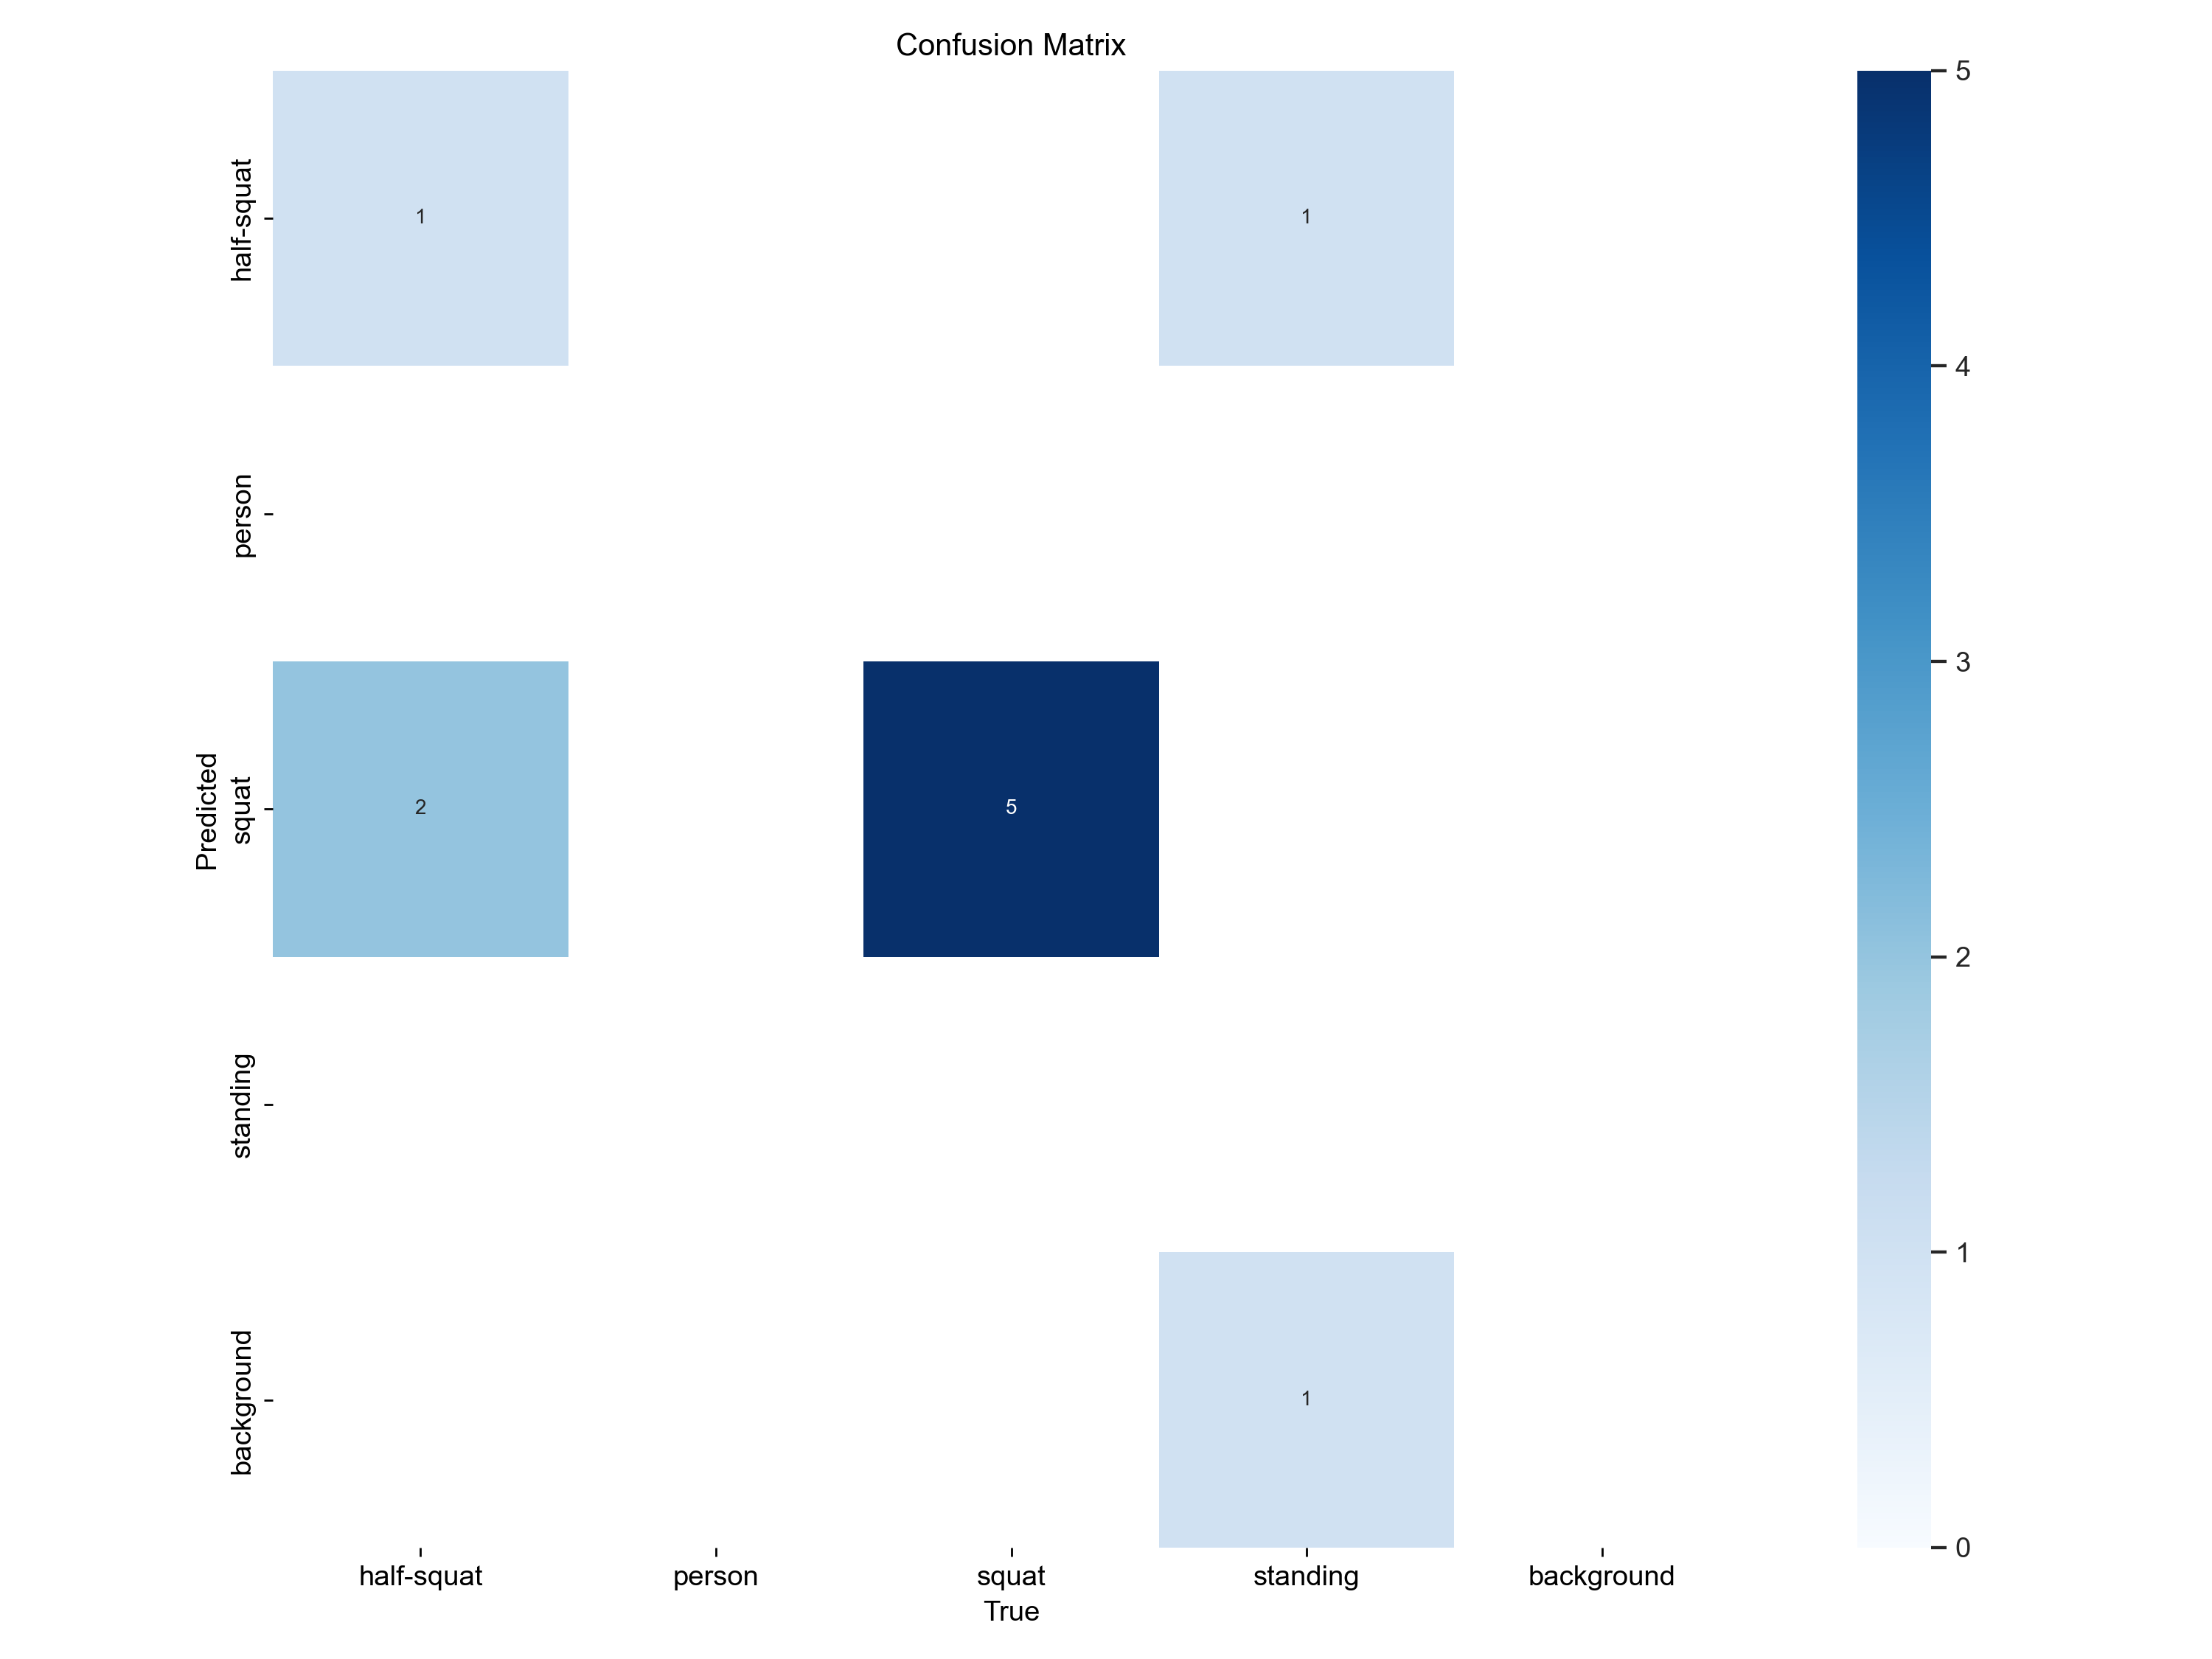 Confusion Matrix
half-squat
1
1
person
Predicted
squat
2
5
standing
background
1
half-squat
person
squat
standing
background
True
5
4
3
2
1
0